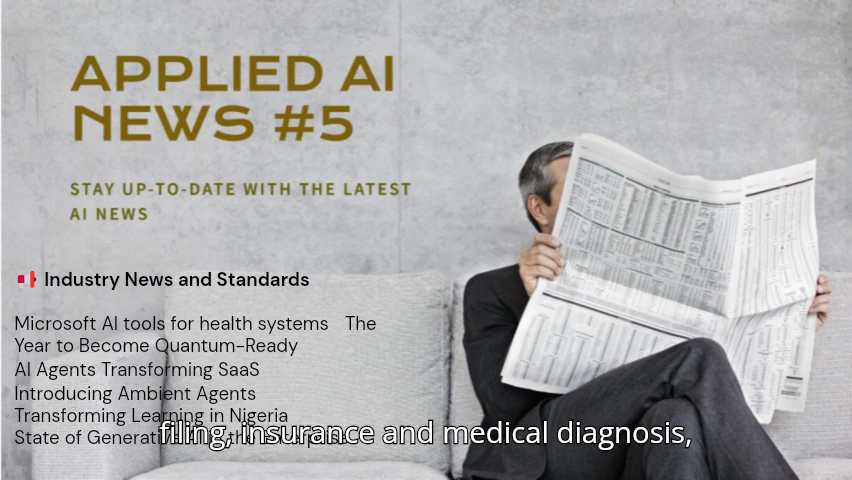 APPLIED AI
NEWS #5
STAY UP-TO-DATE WITH THE LATEST
AI NEWS
Industry News and Standards
Microsoft AI tools for health systems The
Year to Become Quantum-Ready
AI Agents Transforming SaaS
Introducing Ambient Agents
Transforming Learning in Nigeria
State of
filing, insurance and medical diagnosis,